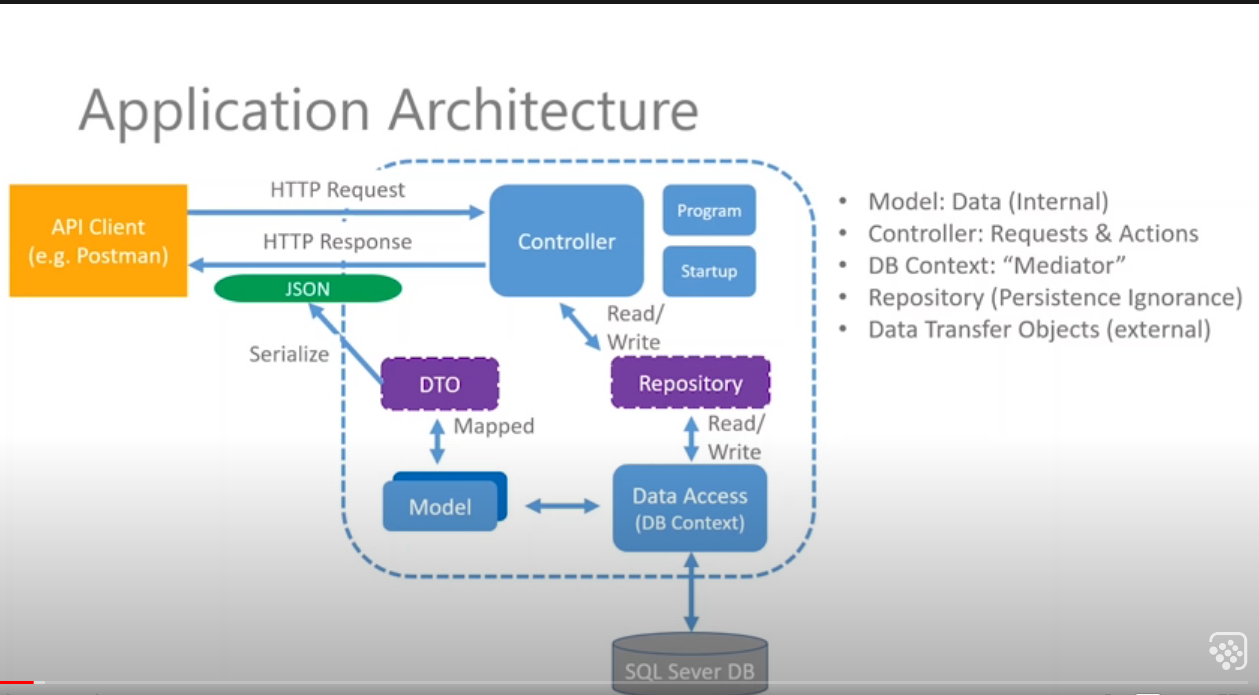 Application Architecture
API Client
(e.g. Postman)
HTTP Request
HTTP Response
JSON
Serialize
Controller
Program
Startup
Read/
Write
DTO
Mapped
Repository
Read/
Write
Model
Data Access
(DB Context)
SQL Sever DB
• Model: Data (Internal)
• Controller: Requests & Actions
• DB Context: “Mediator”
• Repository (Persistence Ignorance)
• Data Transfer Objects (external)